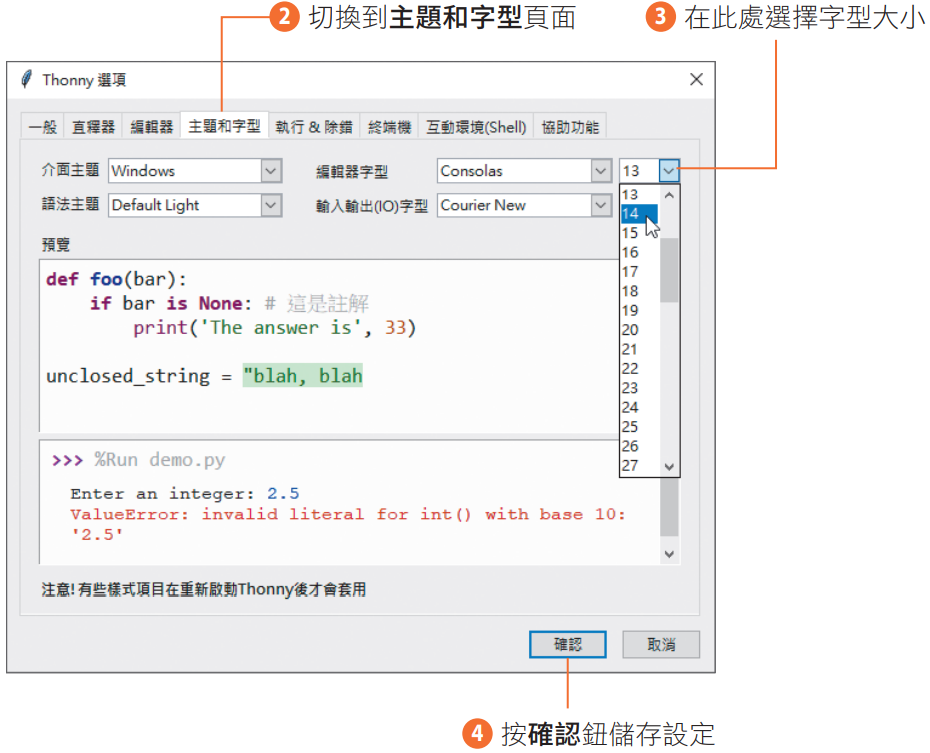 2 切換到主題和字型頁面
3 在此處選擇字型大小
Thonny 選項
一般 直譯器 編輯器 主題和字型 執行 & 除錯 終端機 互動環境(Shell) 協助功能
介面主題 Windows 編輯器字型 Consolas 13
語法主題 Default Light 輸入輸出(IO)字型 Courier New
13
14
15
16
17
18
19
20
21
22
23
24
25
26
27
預覽
def foo(bar):
    if bar is None: # 這是註解
        print('The answer is', 33)
unclosed_string = "blah, blah
>>> %Run demo.py
Enter an integer: 2.5
ValueError: invalid literal for int() with base 10:
'2.5'
注意! 有些樣式項目在重新啟動Thonny後才會套用
確認 取消
4 按確認鈕儲存設定